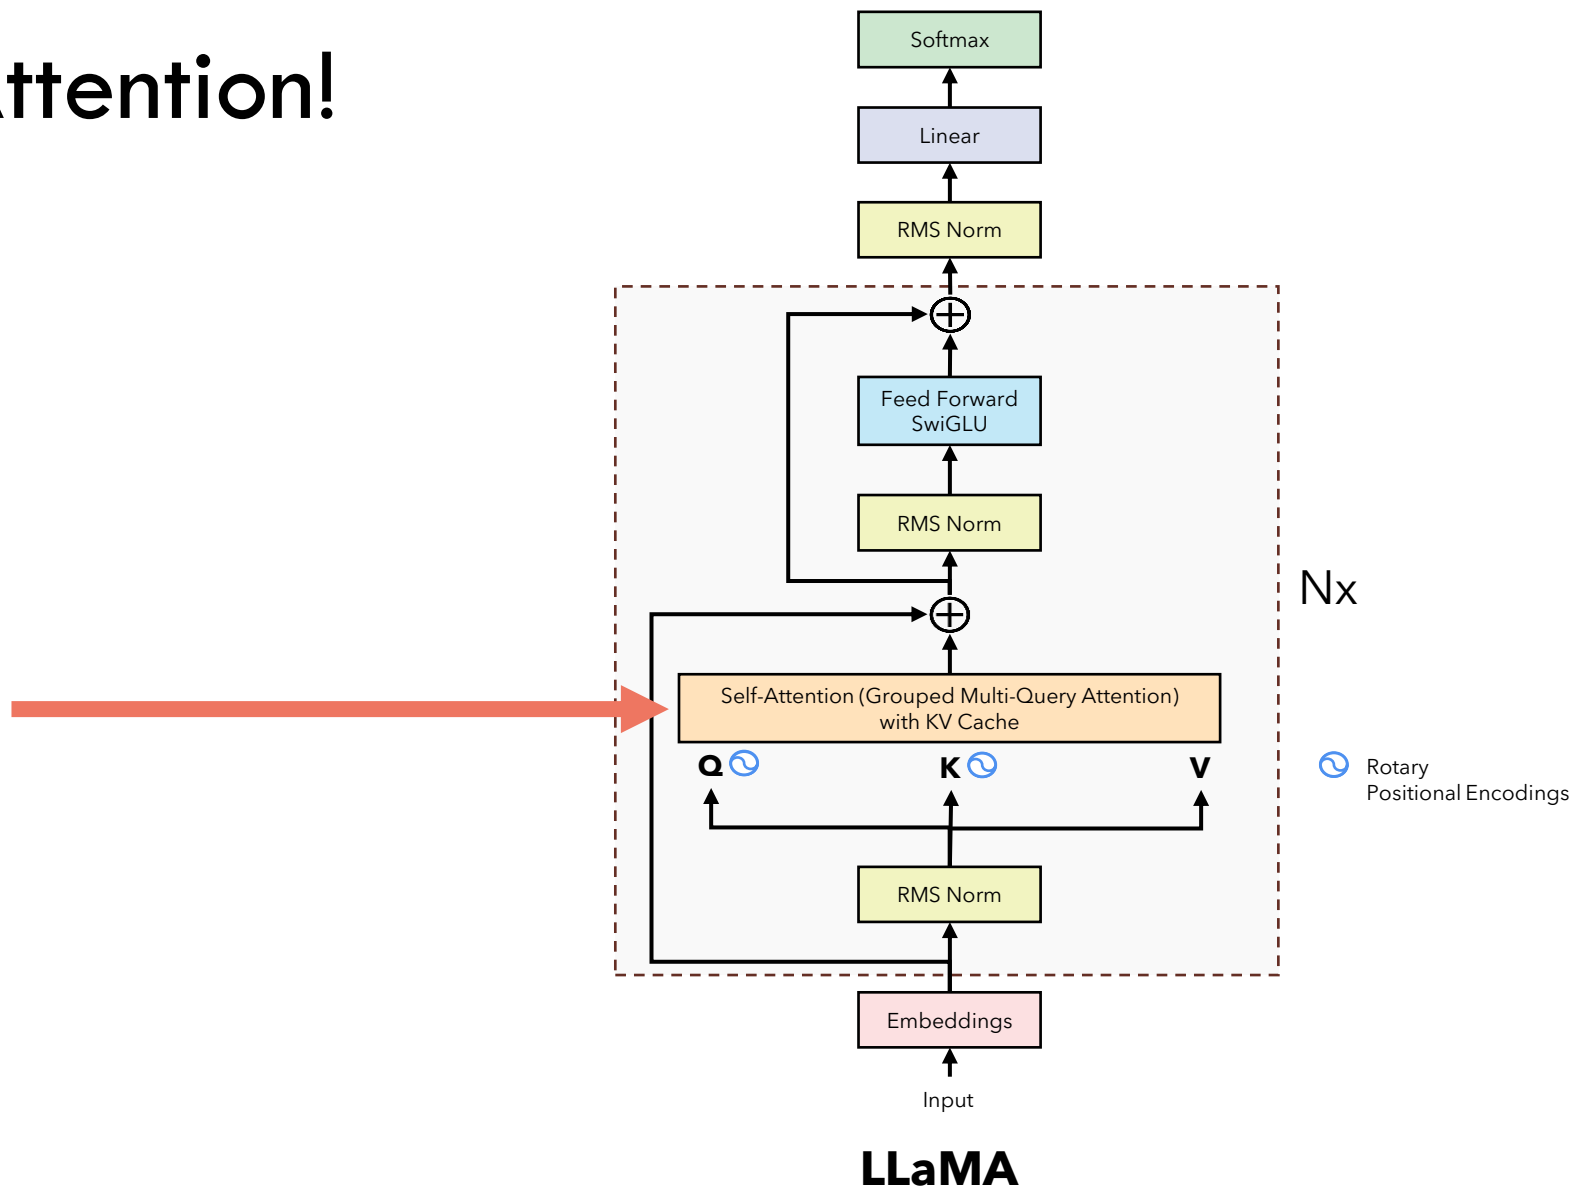 ttention!
Softmax
Linear
RMS Norm
Feed Forward
SwiGLU
RMS Norm
Nx
Self-Attention (Grouped Multi-Query Attention)
with KV Cache
Q K V
Rotary
Positional Encodings
RMS Norm
Embeddings
Input
LLaMA